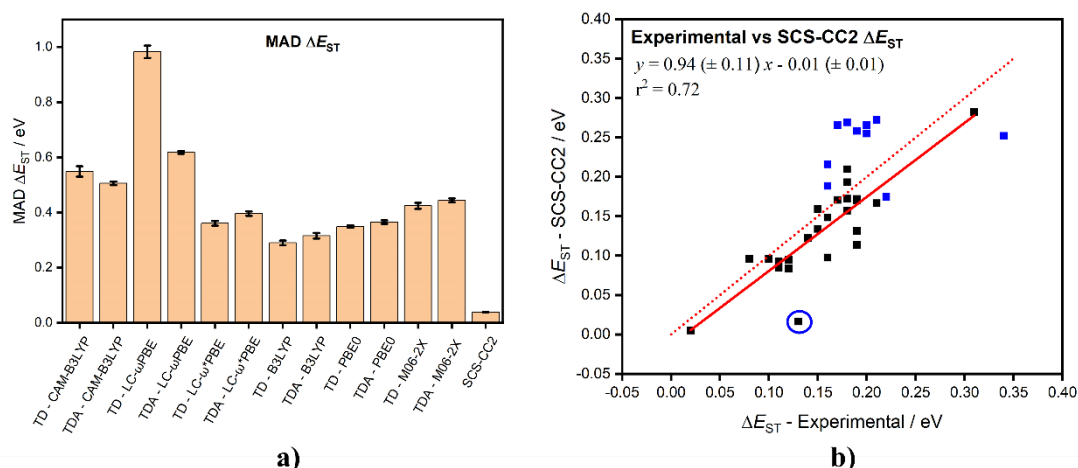 MAD ΔE_ST
MAD ΔE_ST / eV
1.0
0.8
0.6
0.4
0.2
0.0
TD - CAM-B3LYP
TDA - CAM-B3LYP
TD - LC-ωPBE
TDA - LC-ωPBE
TD - LC-ω*PBE
TDA - LC-ω*PBE
TD - B3LYP
TDA - B3LYP
TD - PBE0
TDA - PBE0
TD - M06-2X
TDA - M06-2X
SCS-CC2
a)
Experimental vs SCS-CC2 ΔE_ST
y = 0.94 (± 0.11) x - 0.01 (± 0.01)
r² = 0.72
ΔE_ST - SCS-CC2 / eV
0.40
0.35
0.30
0.25
0.20
0.15
0.10
0.05
0.00
-0.05
-0.05 0.00 0.05 0.10 0.15 0.20 0.25 0.30 0.35 0.40
ΔE_ST - Experimental / eV
b)